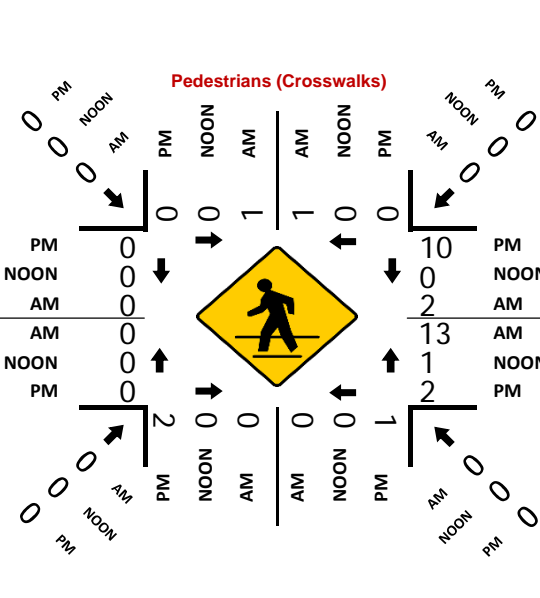 Pedestrians (Crosswalks)
0 PM
0 NOON
0 AM
PM NOON AM AM NOON PM
PM 0
NOON 0
AM 0
0 0 1 1 0 0
PM 0 10 PM
NOON 0 0 NOON
AM 0 2 AM
AM 0 13 AM
NOON 0 1 NOON
PM 0 2 PM
2 0 0 0 0 1
PM NOON AM AM NOON PM
0 AM
0 NOON
0 PM
AM 0
NOON 0
PM 0